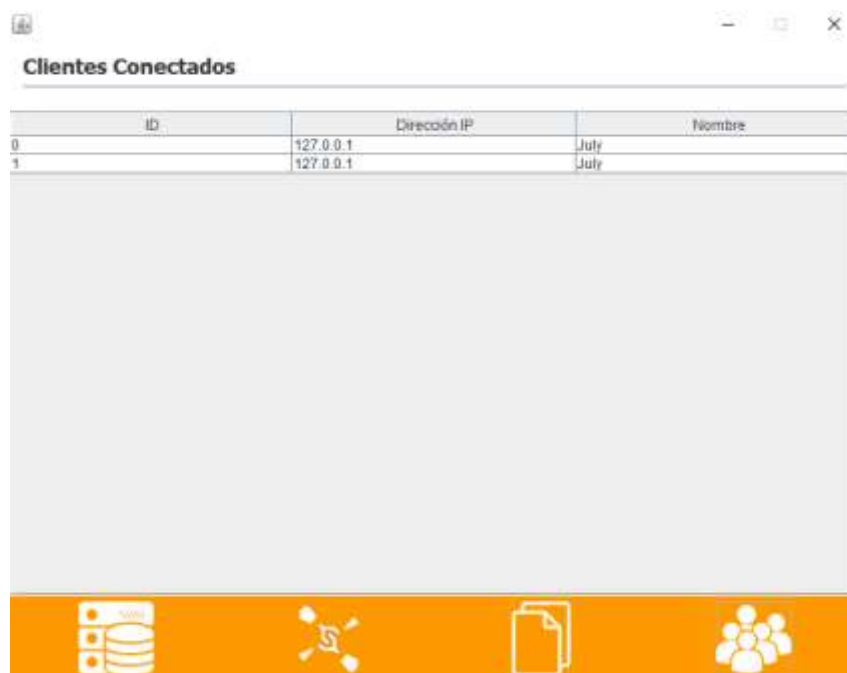 Clientes Conectados
ID Dirección IP Nombre
0 127.0.0.1 July
1 127.0.0.1 July